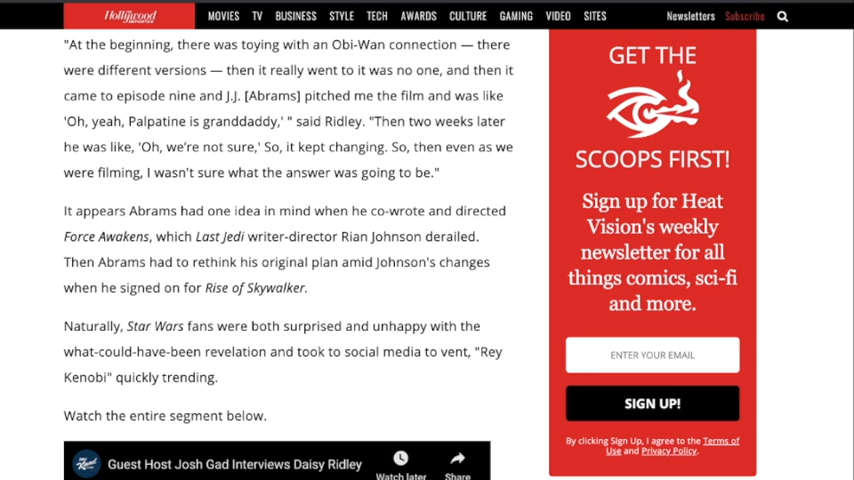 Hollywood
REPORTER
MOVIES TV BUSINESS STYLE TECH AWARDS CULTURE GAMING VIDEO SITES
Newsletters Subscribe
"At the beginning, there was toying with an Obi-Wan connection — there
were different versions — then it really went to it was no one, and then it
came to episode nine and J.J. [Abrams] pitched me the film and was like
'Oh, yeah, Palpatine is granddaddy,' " said Ridley. "Then two weeks later
he was like, 'Oh, we're not sure,' So, it kept changing. So, then even as we
were filming, I wasn't sure what the answer was going to be."
It appears Abrams had one idea in mind when he co-wrote and directed
Force Awakens, which Last Jedi writer-director Rian Johnson derailed.
Then Abrams had to rethink his original plan amid Johnson's changes
when he signed on for Rise of Skywalker.
Naturally, Star Wars fans were both surprised and unhappy with the
what-could-have-been revelation and took to social media to vent, "Rey
Kenobi" quickly trending.
Watch the entire segment below.
Guest Host Josh Gad Interviews Daisy Ridley
Watch later
Share
GET THE
SCOOPS FIRST!
Sign up for Heat
Vision's weekly
newsletter for all
things comics, sci-fi
and more.
ENTER YOUR EMAIL
SIGN UP!
By clicking Sign Up, I agree to the Terms of
Use and Privacy Policy.